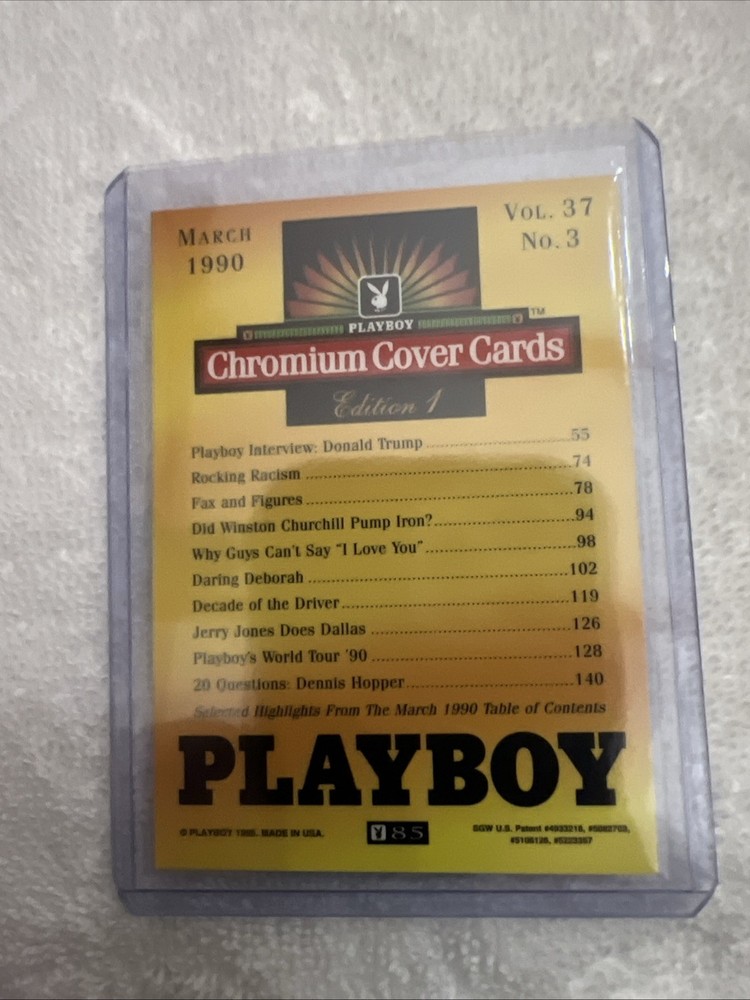 MARCH
1990
VOL. 37
No. 3
PLAYBOY
TM
Chromium Cover Cards
Edition 1
Playboy Interview: Donald Trump ........ 55
Rocking Racism ........ 74
Fax and Figures ........ 78
Did Winston Churchill Pump Iron? ........ 94
Why Guys Can't Say "I Love You" ........ 98
Daring Deborah ........ 102
Decade of the Driver ........ 119
Jerry Jones Does Dallas ........ 126
Playboy's World Tour '90 ........ 128
20 Questions: Dennis Hopper ........ 140
Selected Highlights From The March 1990 Table of Contents
PLAYBOY
© PLAYBOY 1995. MADE IN USA.
85
SGW U.S. Patent #4933218,